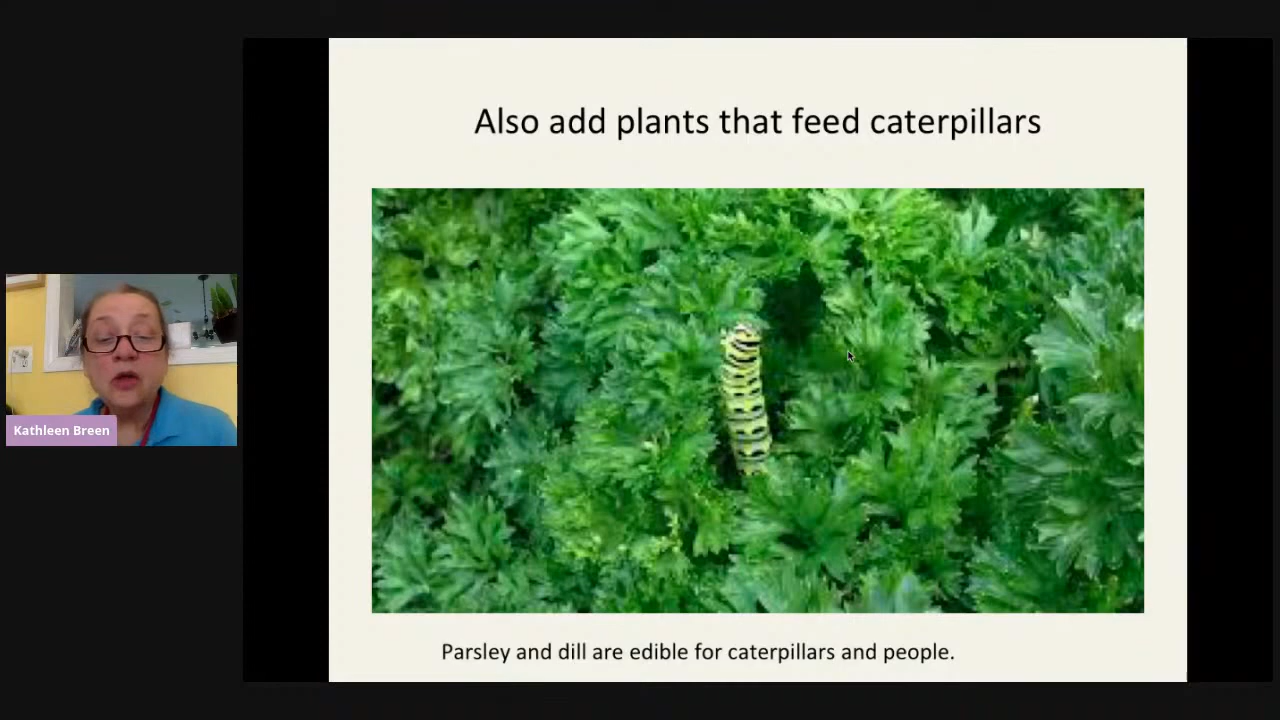 Also add plants that feed caterpillars
Kathleen Breen
Parsley and dill are edible for caterpillars and people.